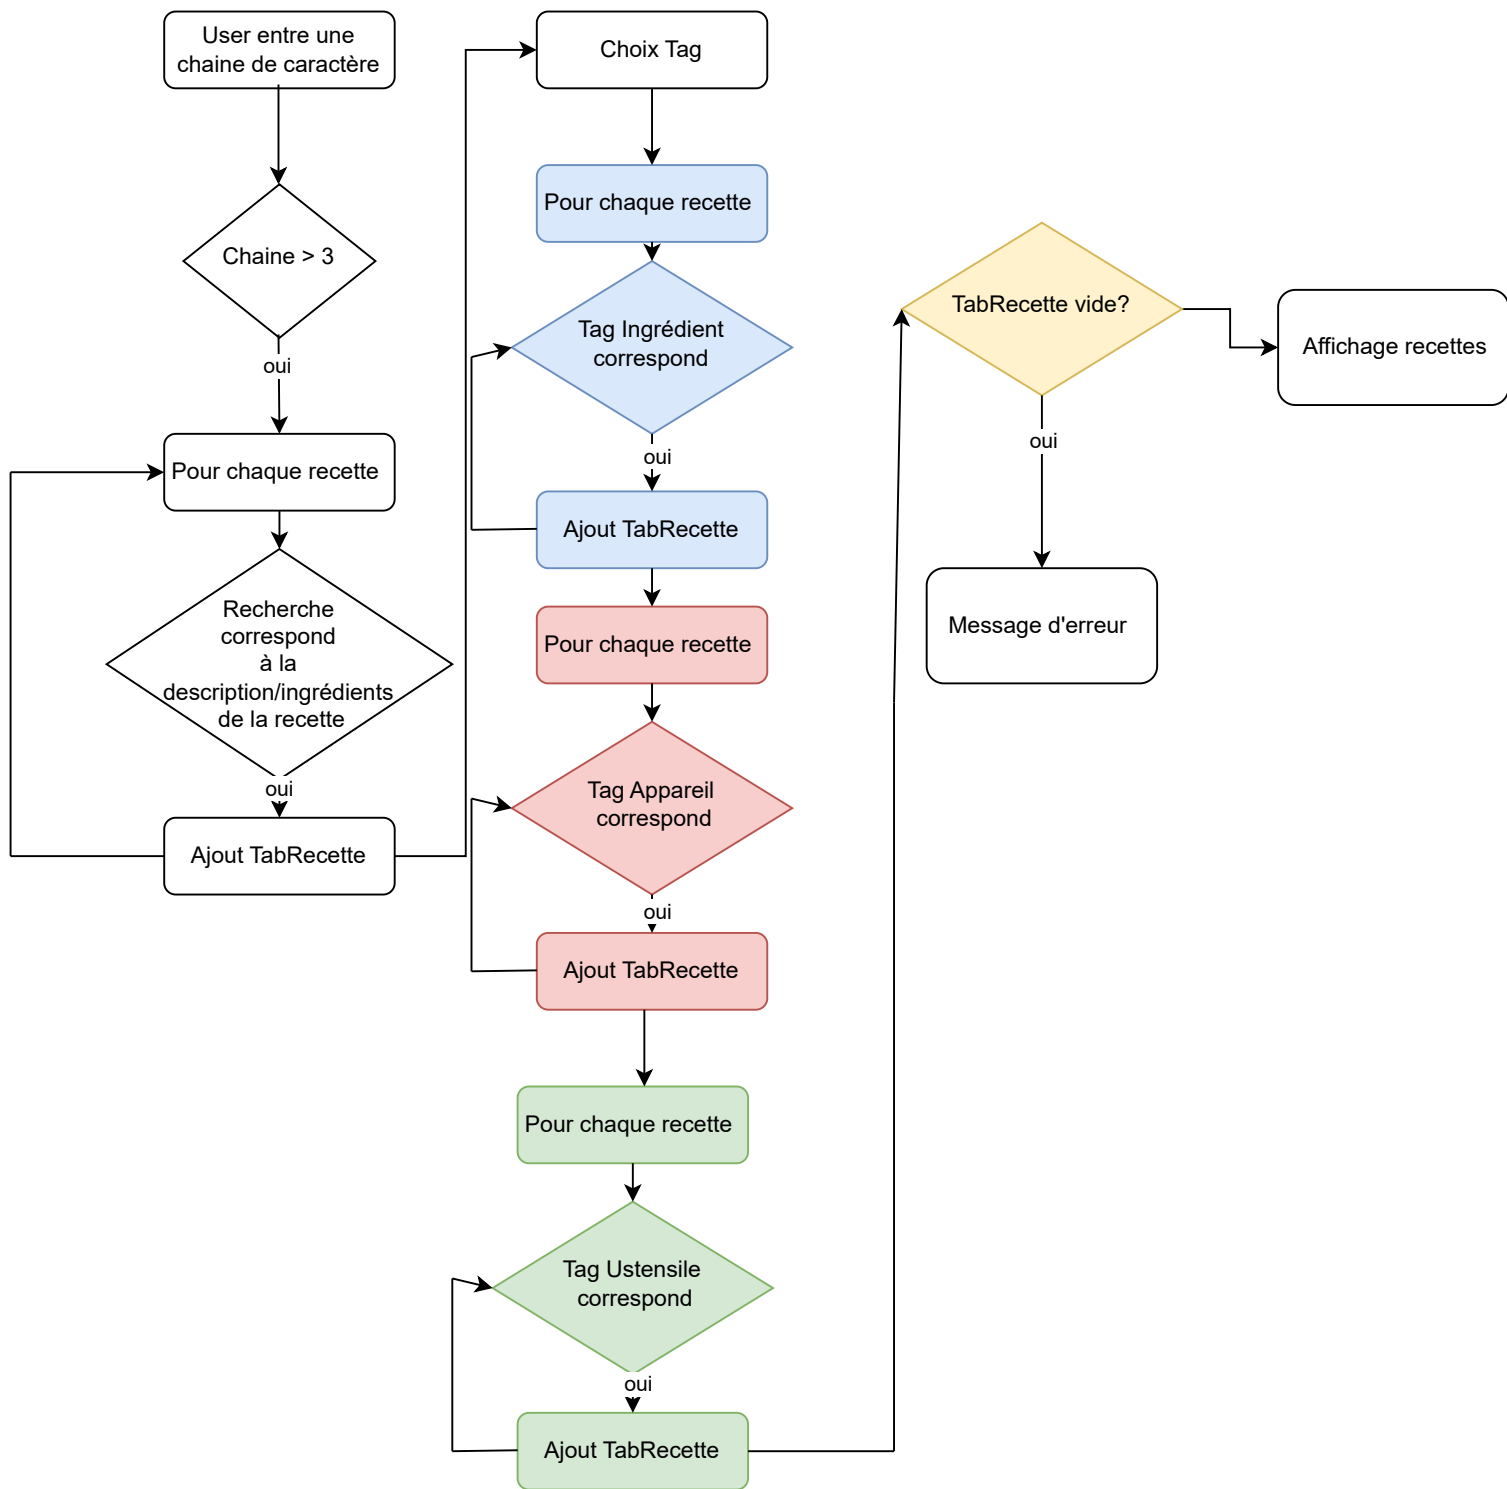 User entre une
chaine de caractère
Chaine > 3
oui
Pour chaque recette
Recherche
correspond
à la
description/ingrédients
de la recette
oui
Ajout TabRecette
Choix Tag
Pour chaque recette
Tag Ingrédient
correspond
oui
Ajout TabRecette
Pour chaque recette
Tag Appareil
correspond
oui
Ajout TabRecette
Pour chaque recette
Tag Ustensile
correspond
oui
Ajout TabRecette
TabRecette vide?
oui
Message d'erreur
Affichage recettes